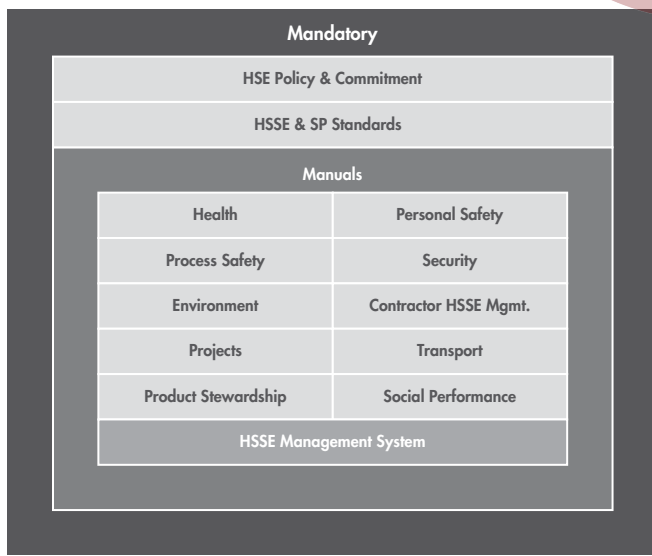 Mandatory
HSE Policy & Commitment
HSSE & SP Standards
Manuals
Health
Personal Safety
Process Safety
Security
Environment
Contractor HSSE Mgmt.
Projects
Transport
Product Stewardship
Social Performance
HSSE Management System